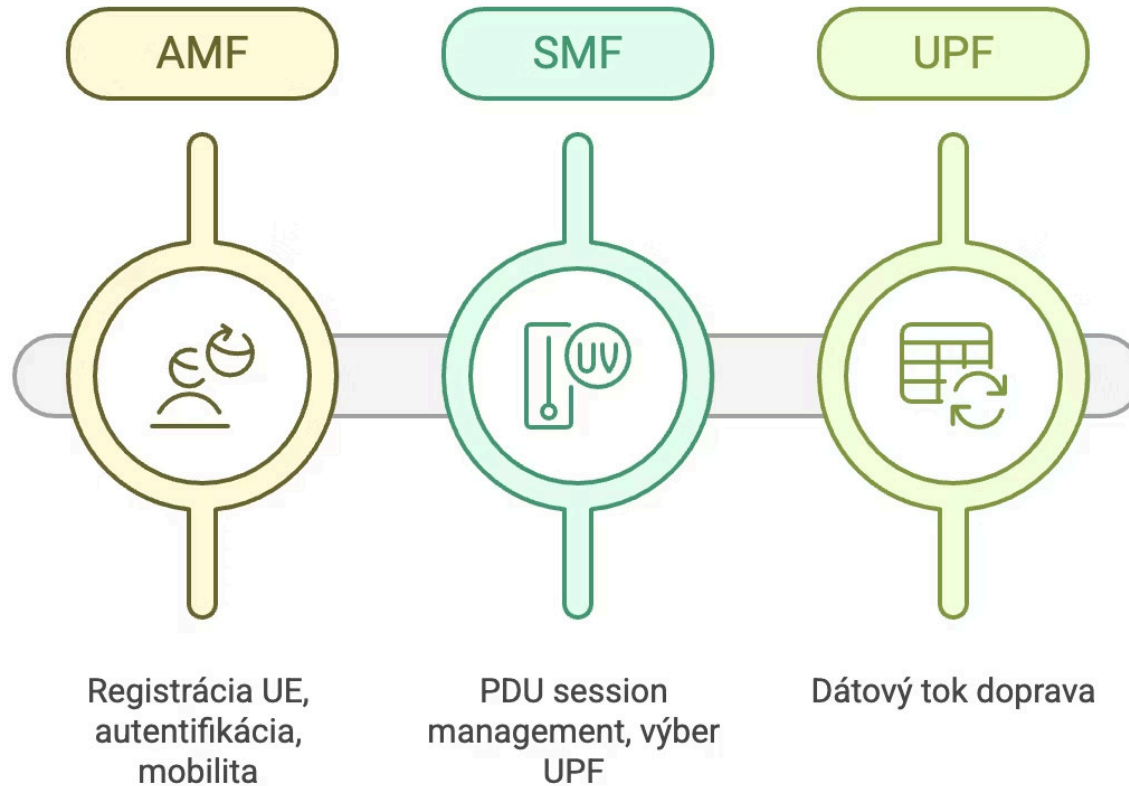 AMF
SMF
UPF
UV
Registrácia UE,
autentifikácia,
mobilita
PDU session
management, výber
UPF
Dátový tok doprava